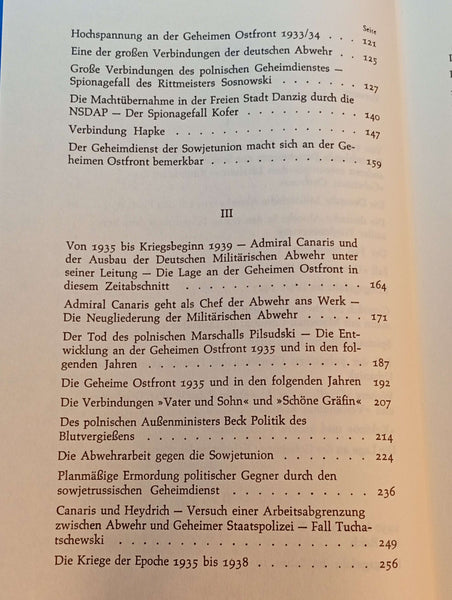 Seite
Hochspannung an der Geheimen Ostfront 1933/34 . . . 121
Eine der großen Verbindungen der deutschen Abwehr . . 125
Große Verbindungen des polnischen Geheimdienstes –
Spionagefall des Rittmeisters Sosnowski . . . . . . 127
Die Machtübernahme in der Freien Stadt Danzig durch die
NSDAP – Der Spionagefall Kofer . . . . . . . . . 140
Verbindung Hapke . . . . . . . . . . . . . . 147
Der Geheimdienst der Sowjetunion macht sich an der Ge-
heimen Ostfront bemerkbar . . . . . . . . . . . 159
III
Von 1935 bis Kriegsbeginn 1939 – Admiral Canaris und
der Ausbau der Deutschen Militärischen Abwehr unter
seiner Leitung – Die Lage an der Geheimen Ostfront in
diesem Zeitabschnitt . . . . . . . . . . . . . 164
Admiral Canaris geht als Chef der Abwehr ans Werk –
Die Neugliederung der Militärischen Abwehr . . . . . 171
Der Tod des polnischen Marschalls Pilsudski – Die Ent-
wicklung an der Geheimen Ostfront 1935 und in den fol-
genden Jahren . . . . . . . . . . . . . . . 187
Die Geheime Ostfront 1935 und in den folgenden Jahren 192
Die Verbindungen »Vater und Sohn« und »Schöne Gräfin« 207
Des polnischen Außenministers Beck Politik des
Blutvergießens . . . . . . . . . . . . . . . 214
Die Abwehrarbeit gegen die Sowjetunion . . . . . . 224
Planmäßige Ermordung politischer Gegner durch den
sowjetrussischen Geheimdienst . . . . . . . . . . 236
Canaris und Heydrich – Versuch einer Arbeitsabgrenzung
zwischen Abwehr und Geheimer Staatspolizei – Fall Tucha-
tschewski . . . . . . . . . . . . . . . . . 249
Die Kriege der Epoche 1935 bis 1938 . . . . . . . . 256